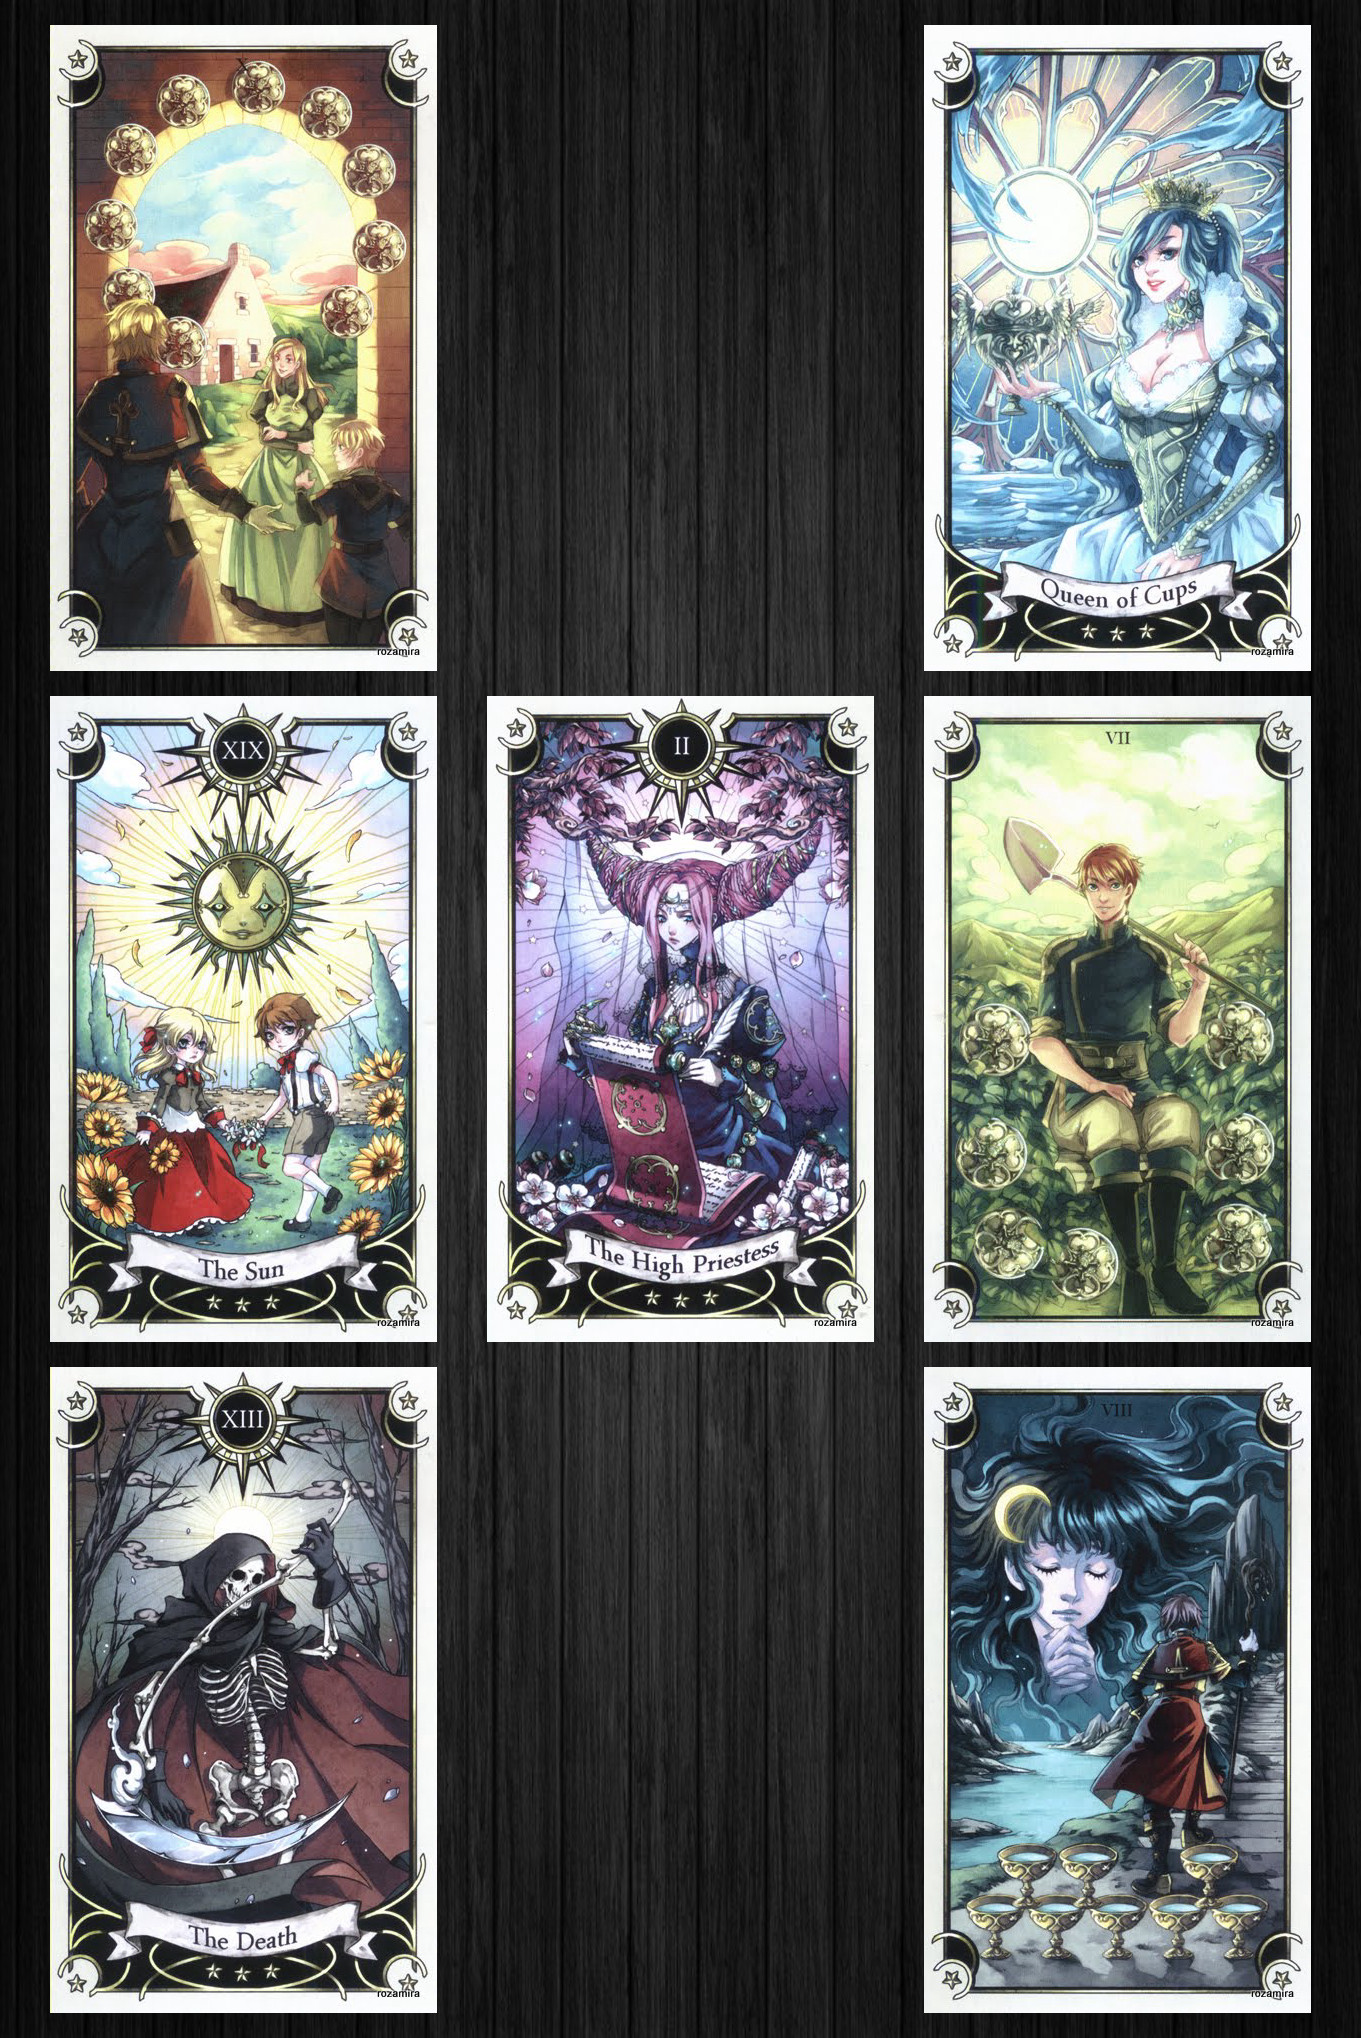 rozamira
Queen of Cups
rozamira
XIX
The Sun
rozamira
II
The High Priestess
rozamira
VII
rozamira
XIII
The Death
rozamira
VIII
rozamira